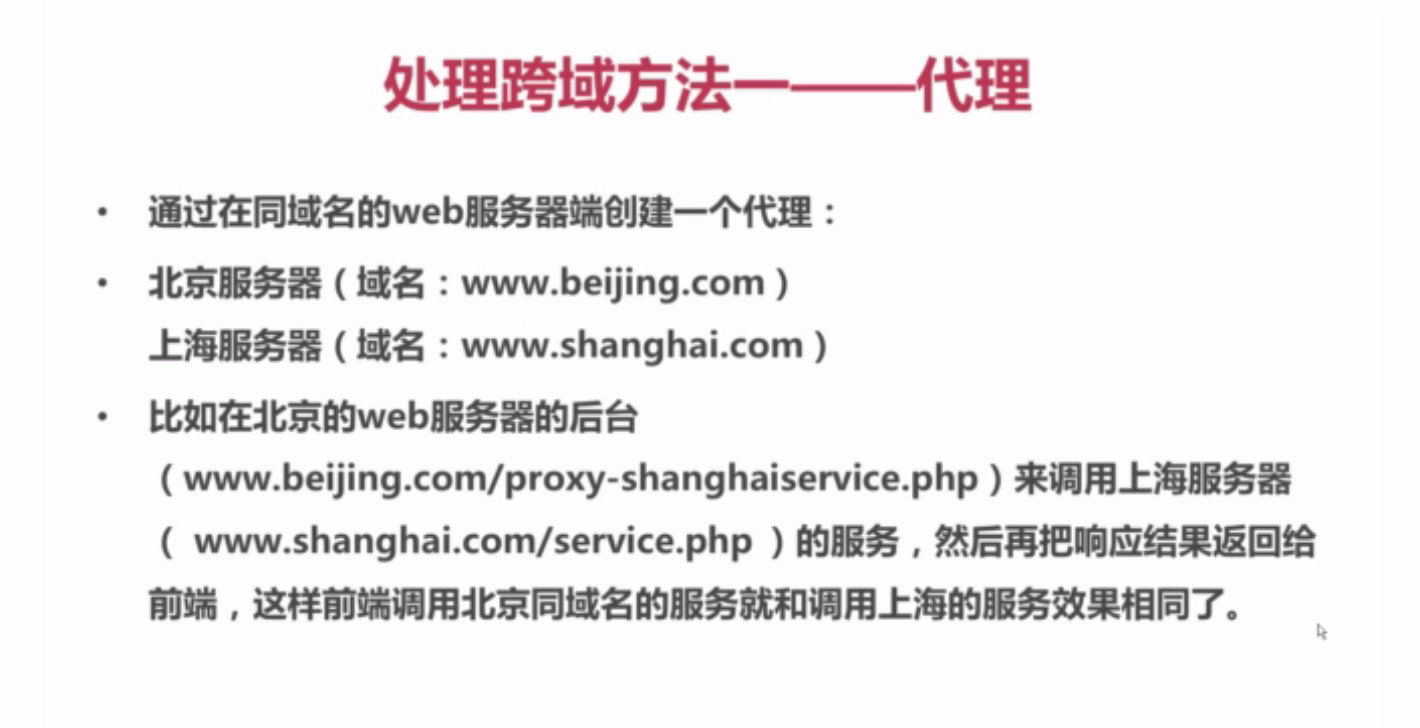 处理跨域方法一——代理
• 通过在同域名的web服务器端创建一个代理：
• 北京服务器（域名：www.beijing.com）
上海服务器（域名：www.shanghai.com）
• 比如在北京的web服务器的后台
（www.beijing.com/proxy-shanghaiservice.php）来调用上海服务器
（ www.shanghai.com/service.php ）的服务，然后再把响应结果返回给
前端，这样前端调用北京同域名的服务就和调用上海的服务效果相同了。